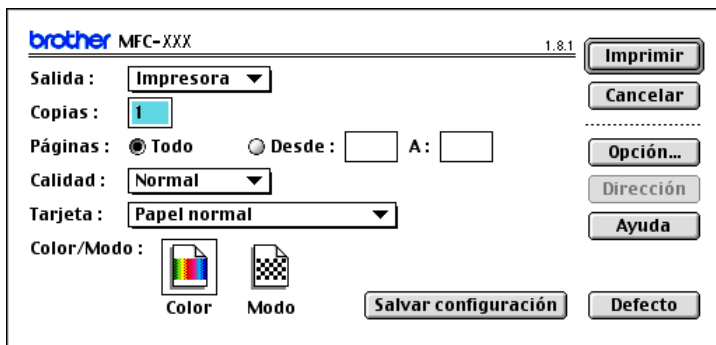 brother MFC-XXX 1.8.1 Imprimir
Salida : Impresora
Cancelar
Copias : 1
Páginas : Todo Desde : A : Opción...
Calidad : Normal Dirección
Tarjeta : Papel normal Ayuda
Color/Modo :
Color Modo Salvar configuración Defecto